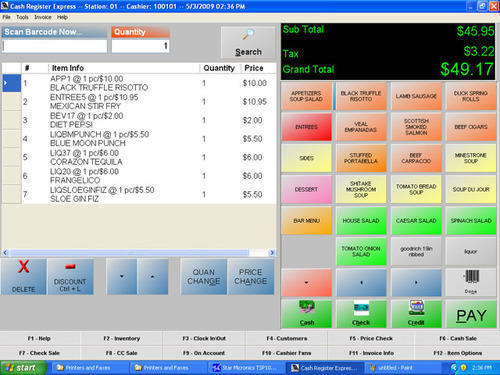 Cash Register Express -- Station: 01 -- Cashier: 100101 -- 5/3/2009 02:36 PM
File Tools Invoice Help
Scan Barcode Now...
Quantity
1
Search
Sub Total $45.95
Tax $3.22
Grand Total $49.17
# Item Info Quantity Price
1 APP1 @ 1 pc/$10.00 1 $10.00
BLACK TRUFFLE RISOTTO
2 ENTREE5 @ 1 pc/$10.95 1 $10.95
MEXICAN STIR FRY
3 BEV17 @ 1 pc/$2.00 1 $2.00
DIET PEPSI
4 LIQBMPUNCH @ 1 pc/$5.50 1 $5.50
BLUE MOON PUNCH
5 LIQ37 @ 1 pc/$6.00 1 $6.00
CORAZON TEQUILA
6 LIQ20 @ 1 pc/$6.00 1 $6.00
FRANGELICO
7 LIQSLOEGINFIZ @ 1 pc/$5.50 1 $5.50
SLOE GIN FIZ
APPETIZERS SOUP SALAD
BLACK TRUFFLE RISOTTO
LAMB SAUSAGE
DUCK SPRING ROLLS
ENTREES
VEAL EMPANADAS
SCOTTISH SMOKED SALMON
BEEF CIGARS
SIDES
STUFFED PORTABELLA
BEEF CARPACCIO
MINESTRONE SOUP
DESSERT
SHITAKE MUSHROOM SOUP
TOMATO BREAD SOUP
SOUP DU JOUR
BAR MENU
HOUSE SALAD
CAESAR SALAD
SPINACH SALAD
TOMATO ONION SALAD
goodrich 19in ribbed
liquor
X
DELETE
DISCOUNT
Ctrl + L
QUAN CHANGE
PRICE CHANGE
Done
Cash
Check
Credit
PAY
F1 - Help
F2 - Inventory
F3 - Clock In/Out
F4 - Customers
F5 - Price Check
F6 - Cash Sale
F7 - Check Sale
F8 - CC Sale
F9 - On Account
F10 - Cashier Fans
F11 - Invoice Info
F12 - Item Options
start
Printers and Faxes
Printers and Faxes
Star Micronics TSP10...
Cash Register Expres...
untitled - Paint
2:36 PM